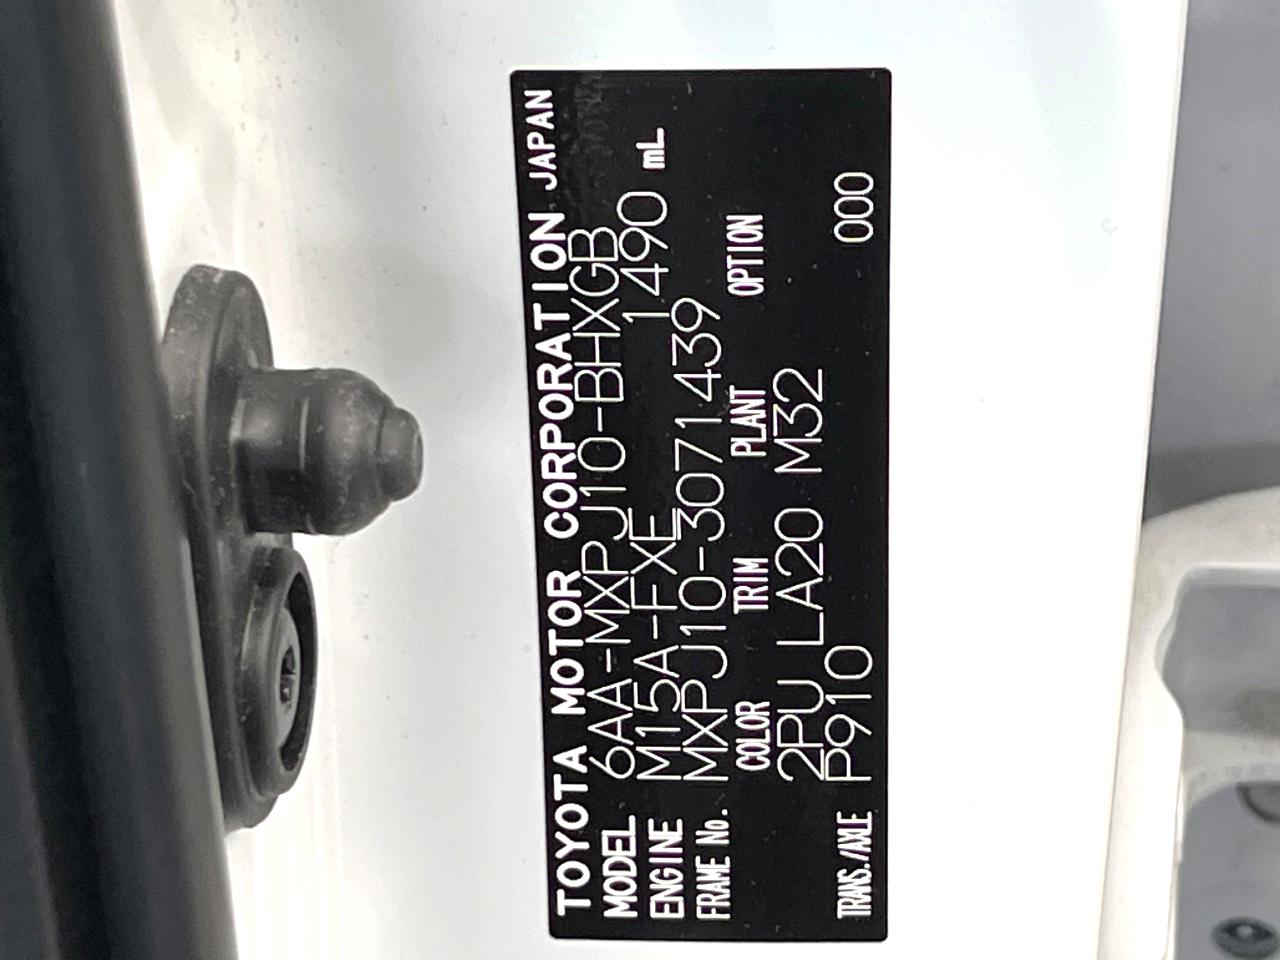 TOYOTA MOTOR CORPORATION JAPAN
MODEL 6AA-MXPJ10-BHXGB
ENGINE M15A-FXE 1490 mL
FRAME No. MXPJ10-3071439
COLOR TRIM PLANT OPTION
2PU LA20 M32
TRANS./AXLE P910 000